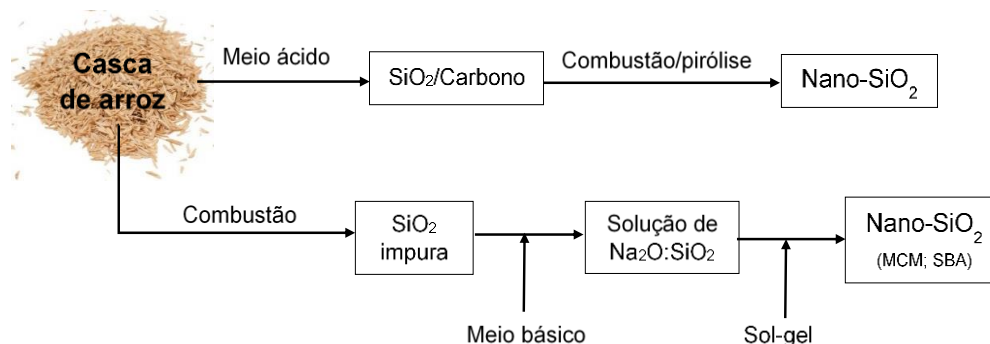 Casca
de arroz
Meio ácido
SiO₂/Carbono
Combustão/pirólise
Nano-SiO₂
Combustão
SiO₂
impura
Solução de
Na₂O:SiO₂
Nano-SiO₂
(MCM; SBA)
Meio básico
Sol-gel